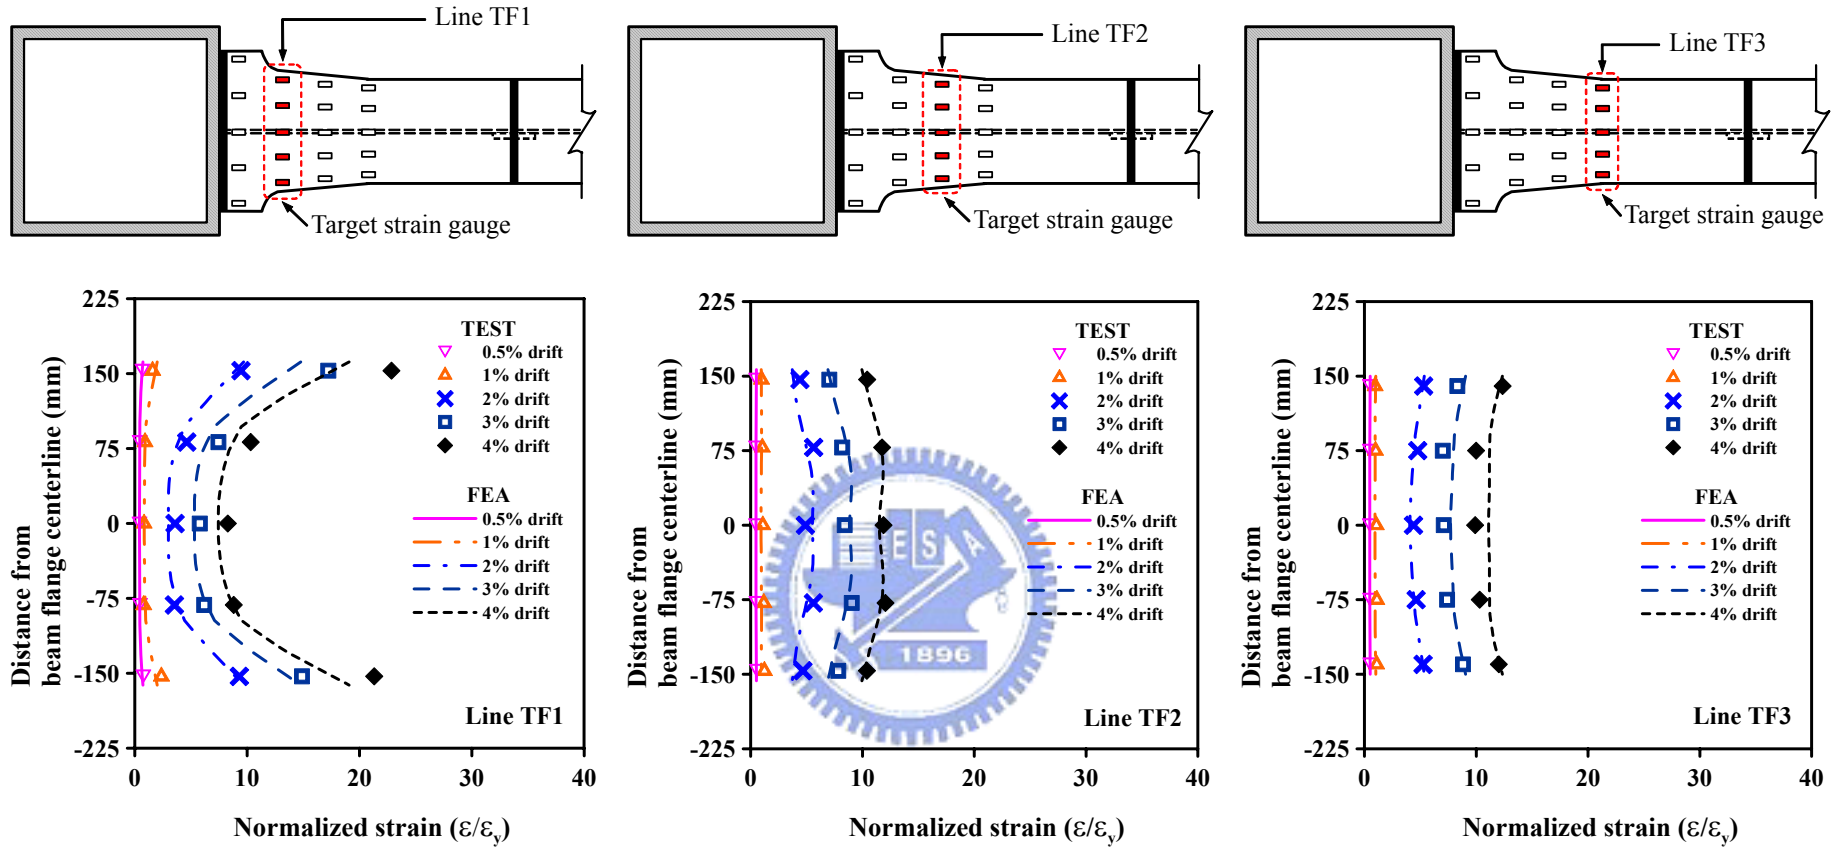 Line TF1
Target strain gauge
Line TF2
Target strain gauge
Line TF3
Target strain gauge
225
150
75
0
-75
-150
-225
0
10
20
30
40
Distance from
beam flange centerline (mm)
Normalized strain (ε/εy)
TEST
0.5% drift
1% drift
2% drift
3% drift
4% drift
FEA
0.5% drift
1% drift
2% drift
3% drift
4% drift
Line TF1
225
150
75
0
-75
-150
-225
0
10
20
30
40
Distance from
beam flange centerline (mm)
Normalized strain (ε/εy)
TEST
0.5% drift
1% drift
2% drift
3% drift
4% drift
FEA
0.5% drift
1% drift
2% drift
3% drift
4% drift
Line TF2
E S A
1896
225
150
75
0
-75
-150
-225
0
10
20
30
40
Distance from
beam flange centerline (mm)
Normalized strain (ε/εy)
TEST
0.5% drift
1% drift
2% drift
3% drift
4% drift
FEA
0.5% drift
1% drift
2% drift
3% drift
4% drift
Line TF3